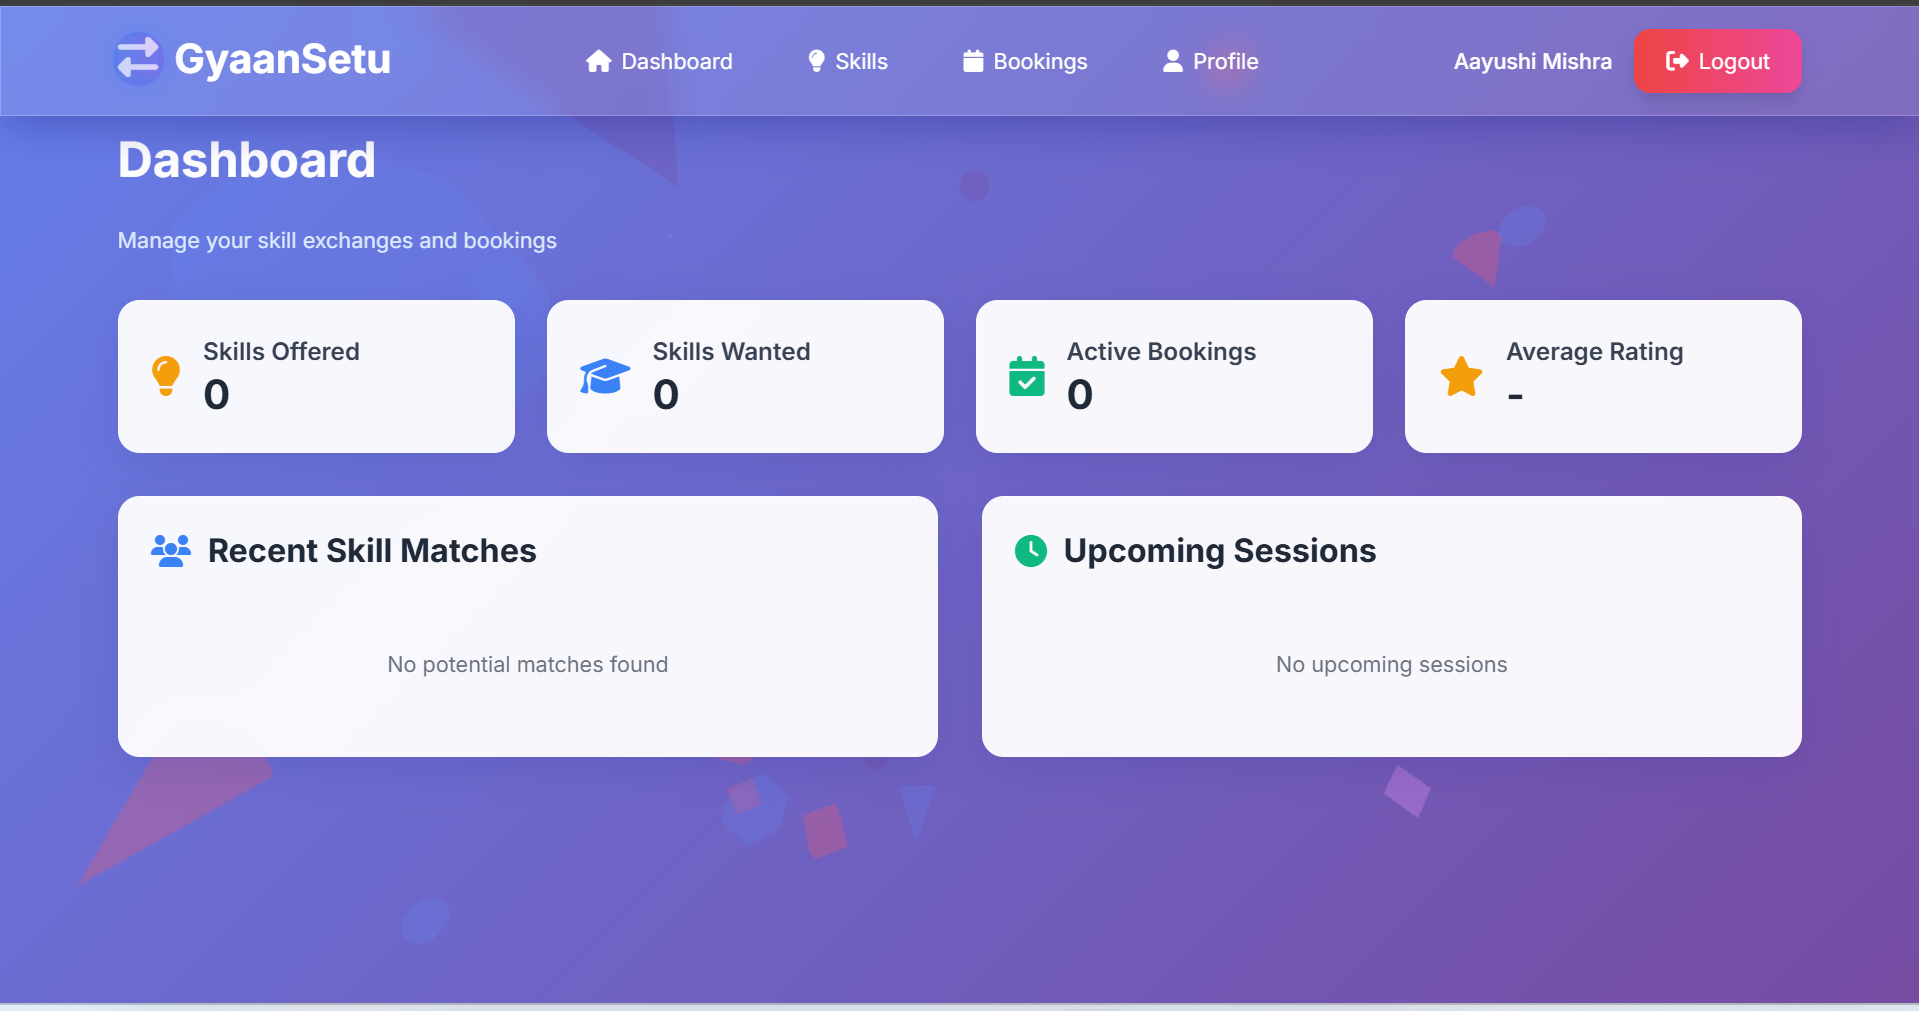 GyaanSetu
Dashboard
Skills
Bookings
Profile
Aayushi Mishra
Logout
Dashboard
Manage your skill exchanges and bookings
Skills Offered
0
Skills Wanted
0
Active Bookings
0
Average Rating
-
Recent Skill Matches
No potential matches found
Upcoming Sessions
No upcoming sessions